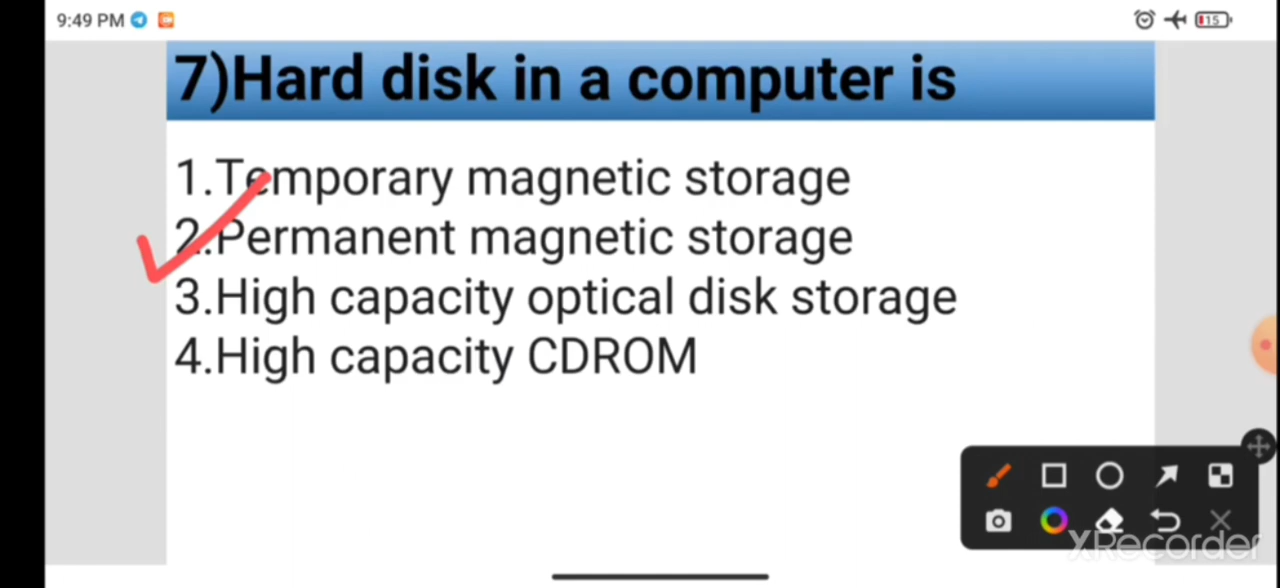 9:49 PM
15
7)Hard disk in a computer is
1.Temporary magnetic storage
2.Permanent magnetic storage
3.High capacity optical disk storage
4.High capacity CDROM
XRecorder